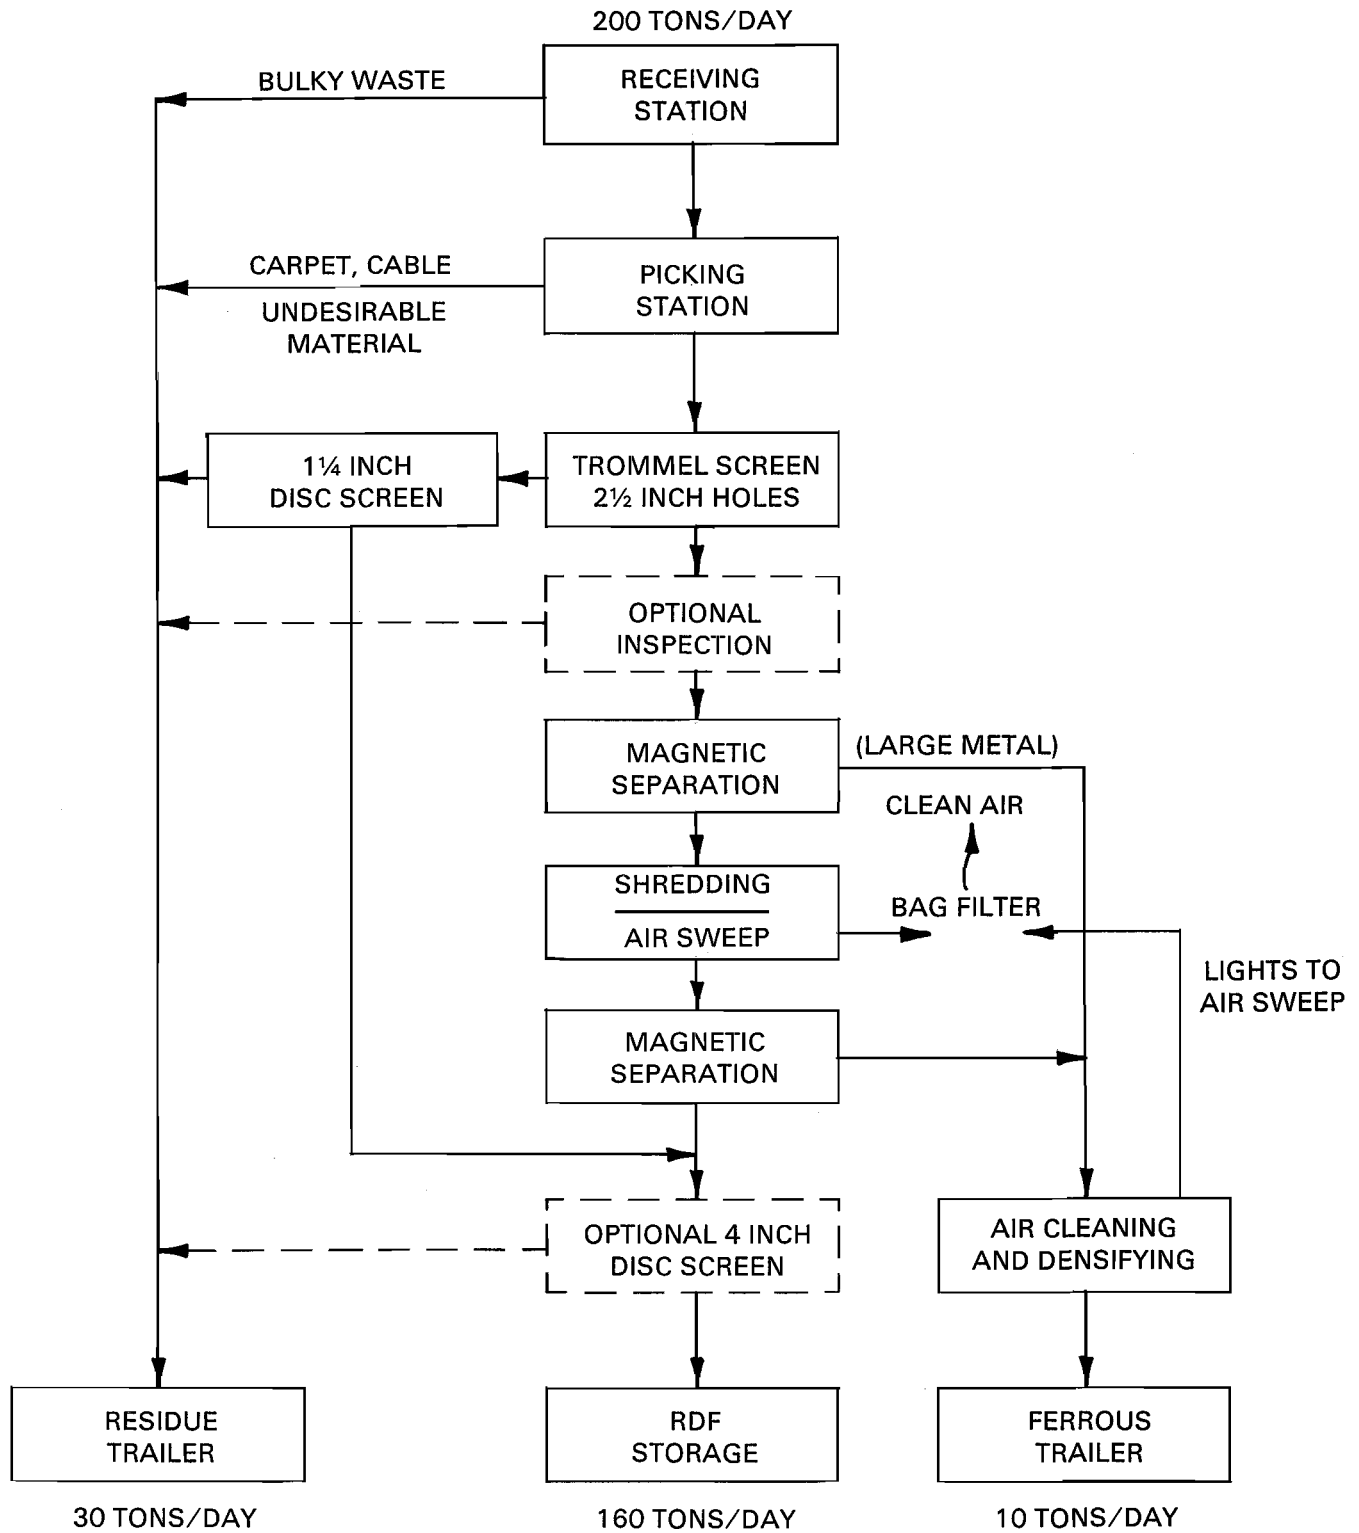 200 TONS/DAY
RECEIVING
STATION
BULKY WASTE
PICKING
STATION
CARPET, CABLE
UNDESIRABLE
MATERIAL
1¼ INCH
DISC SCREEN
TROMMEL SCREEN
2½ INCH HOLES
OPTIONAL
INSPECTION
MAGNETIC
SEPARATION
(LARGE METAL)
CLEAN AIR
SHREDDING
AIR SWEEP
BAG FILTER
LIGHTS TO
AIR SWEEP
MAGNETIC
SEPARATION
OPTIONAL 4 INCH
DISC SCREEN
AIR CLEANING
AND DENSIFYING
RESIDUE
TRAILER
RDF
STORAGE
FERROUS
TRAILER
30 TONS/DAY
160 TONS/DAY
10 TONS/DAY